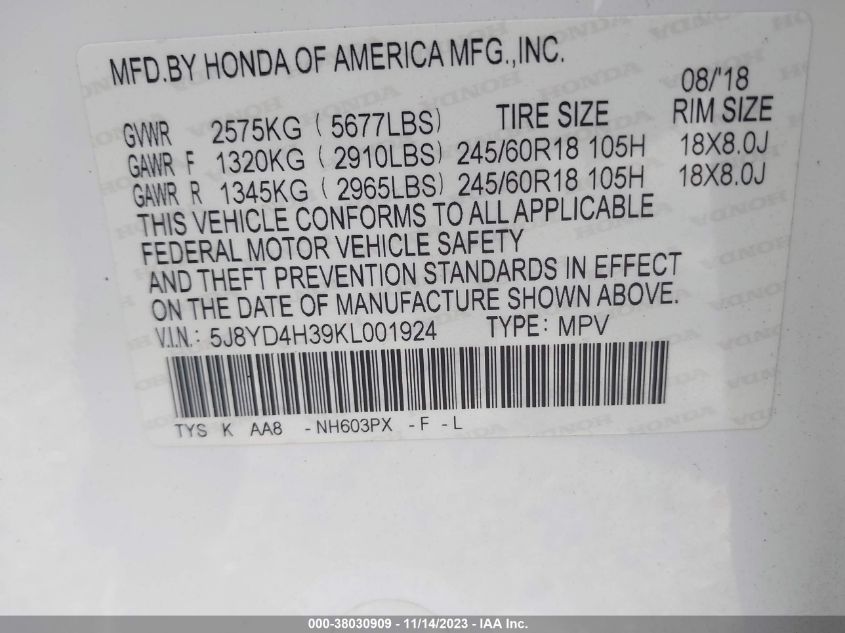 MFD.BY HONDA OF AMERICA MFG.,INC. 08/'18
GVWR 2575KG ( 5677LBS) TIRE SIZE RIM SIZE
GAWR F 1320KG ( 2910LBS) 245/60R18 105H 18X8.0J
GAWR R 1345KG ( 2965LBS) 245/60R18 105H 18X8.0J
THIS VEHICLE CONFORMS TO ALL APPLICABLE
FEDERAL MOTOR VEHICLE SAFETY
AND THEFT PREVENTION STANDARDS IN EFFECT
ON THE DATE OF MANUFACTURE SHOWN ABOVE.
V.I.N.: 5J8YD4H39KL001924 TYPE: MPV
TYS K AA8 -NH603PX -F -L
000-38030909 - 11/14/2023 - IAA Inc.